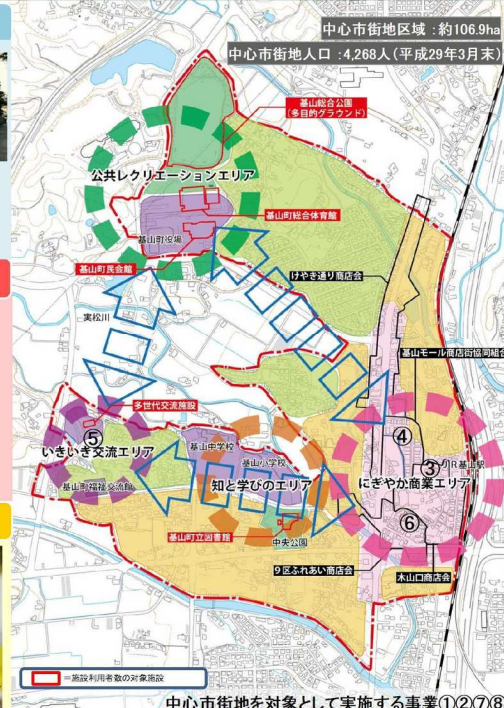 中心市街地区域:約106.9ha
中心市街地人口:4,268人(平成29年3月末)
基山総合公園
(多目的グラウンド)
公共レクリエーションエリア
基山町総合体育館
基山町役場
基山町民会館
けやき通り商店会
実松川
基山モール商店街協同組合
多世代交流施設
⑤
いきいき交流エリア
基山中学校
基山小学校
④
③
JR基山駅
知と学びのエリア
にぎやか商業エリア
基山町福祉交流館
⑥
基山町立図書館
中央公園
9区ふれあい商店会
木山口商店会
=施設利用者数の対象施設
中心市街地を対象として実施する事業①②⑦⑧